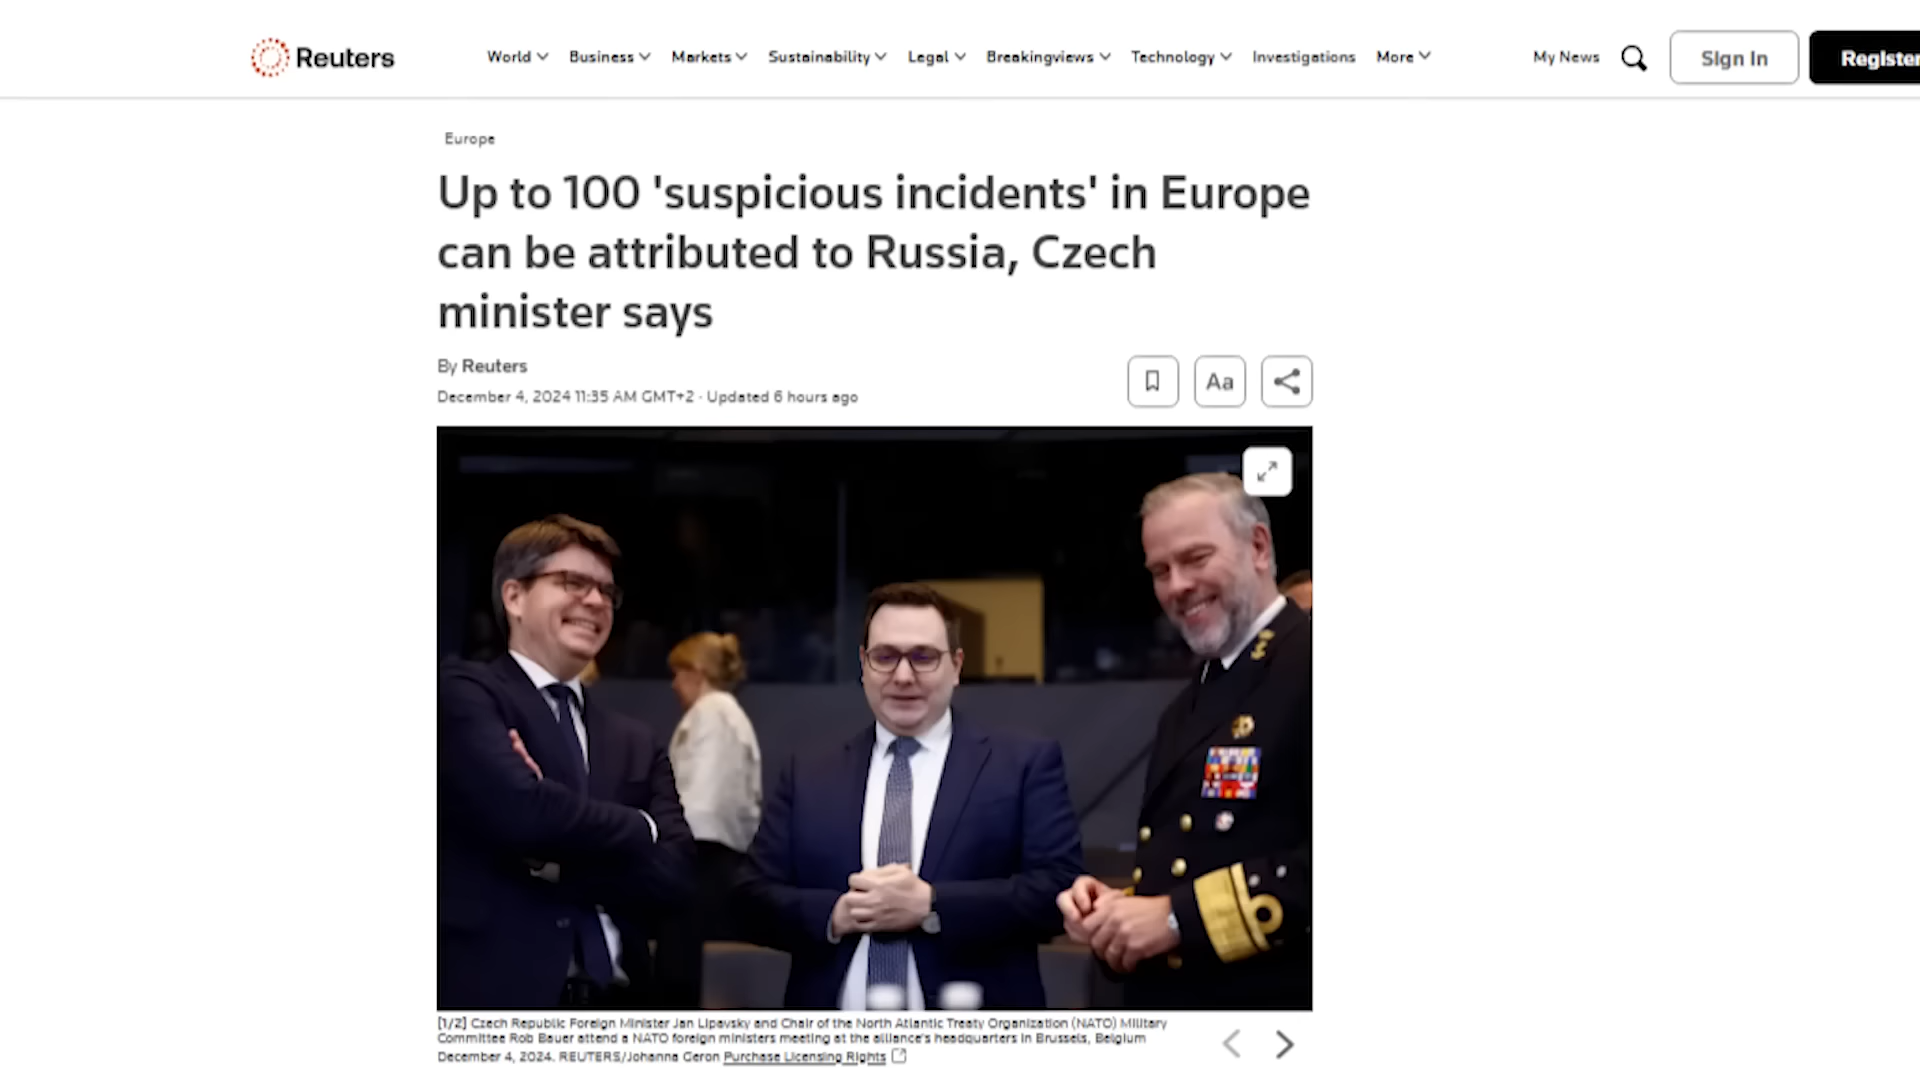 Reuters
World
Business
Markets
Sustainability
Legal
Breakingviews
Technology
Investigations
More
My News
Sign In
Register
Europe
Up to 100 'suspicious incidents' in Europe
can be attributed to Russia, Czech
minister says
By Reuters
December 4, 2024 11:35 AM GMT+2 · Updated 6 hours ago
Aa
[1/2] Czech Republic Foreign Minister Jan Lipavsky and Chair of the North Atlantic Treaty Organization (NATO) Military
Committee Rob Bauer attend a NATO foreign ministers meeting at the alliance's headquarters in Brussels, Belgium
December 4, 2024. REUTERS/Johanna Geron Purchase Licensing Rights